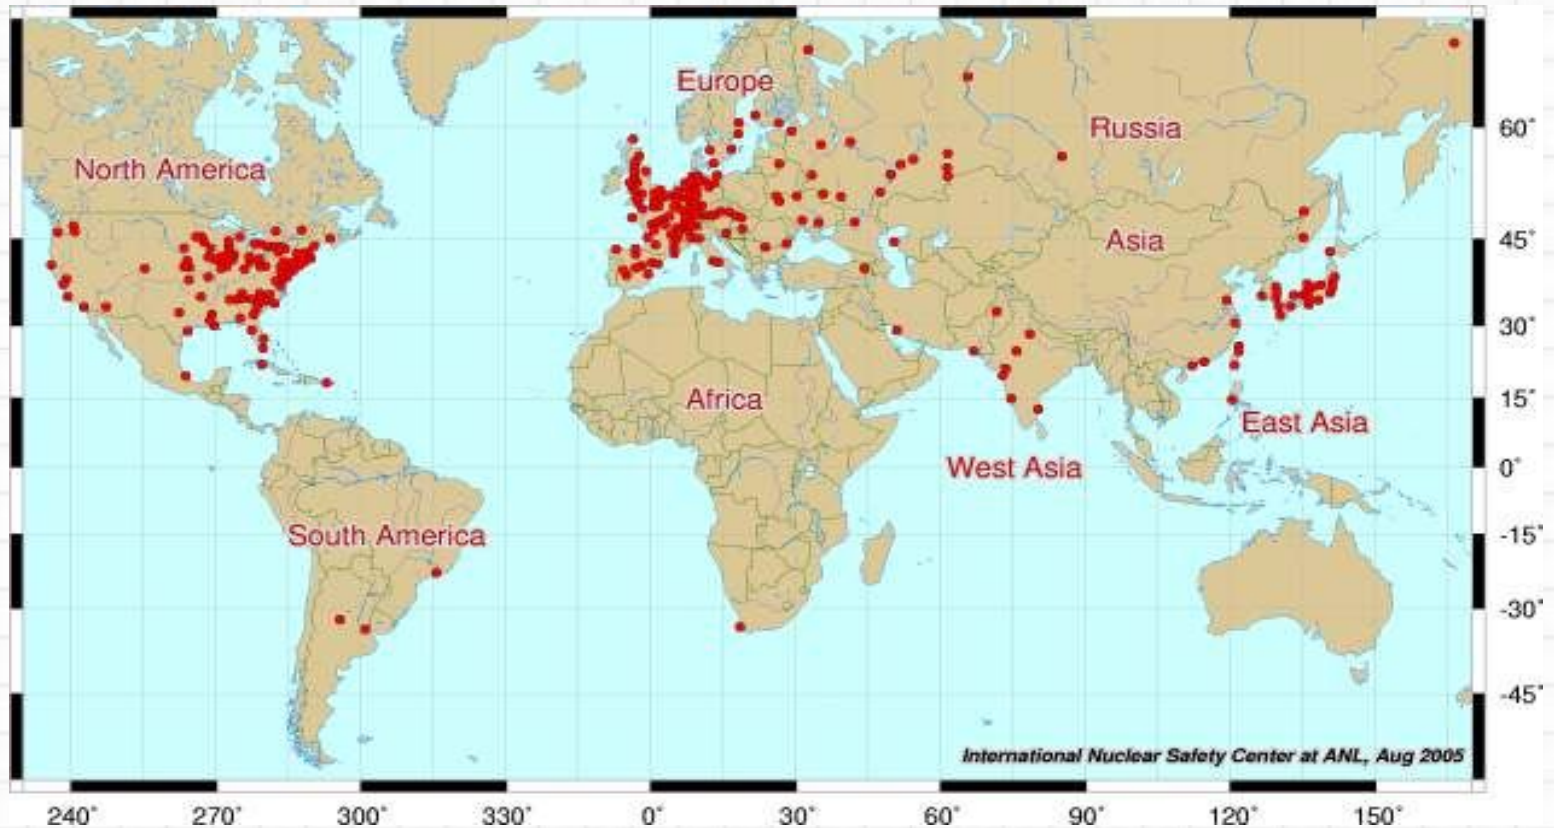 Europe
60°
Russia
North America
Asia
45°
30°
Africa
15°
East Asia
West Asia
0°
South America
-15°
-30°
-45°
International Nuclear Safety Center at ANL, Aug 2005
240° 270° 300° 330° 0° 30° 60° 90° 120° 150°